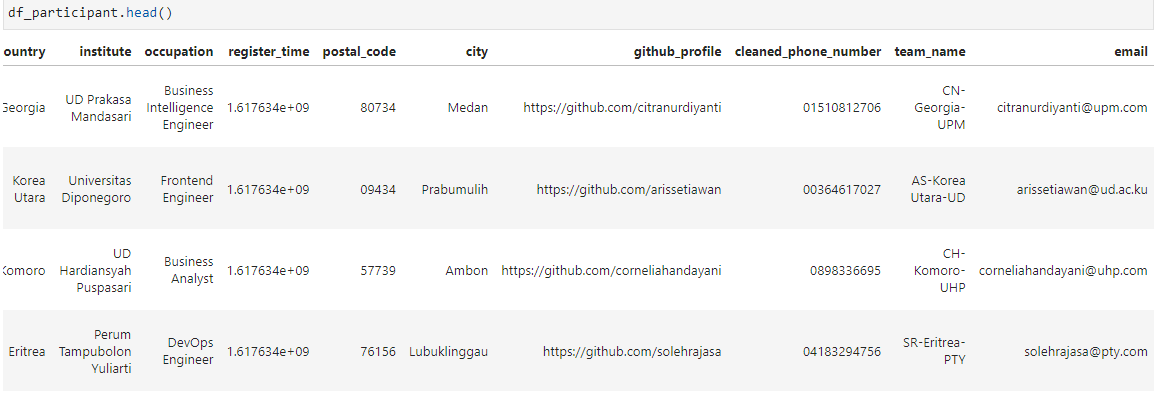 df_participant.head()
ountry institute occupation register_time postal_code city github_profile cleaned_phone_number team_name email
Georgia UD Prakasa Mandasari Business Intelligence Engineer 1.617634e+09 80734 Medan https://github.com/citranurdiyanti 01510812706 CN-Georgia-UPM citranurdiyanti@upm.com
Korea Utara Universitas Diponegoro Frontend Engineer 1.617634e+09 09434 Prabumulih https://github.com/arissetiawan 00364617027 AS-Korea Utara-UD arissetiawan@ud.ac.ku
Komoro UD Hardiansyah Puspasari Business Analyst 1.617634e+09 57739 Ambon https://github.com/corneliahandayani 0898336695 CH-Komoro-UHP corneliahandayani@uhp.com
Eritrea Perum Tampubolon Yuliarti DevOps Engineer 1.617634e+09 76156 Lubuklinggau https://github.com/solehrajasa 04183294756 SR-Eritrea-PTY solehrajasa@pty.com